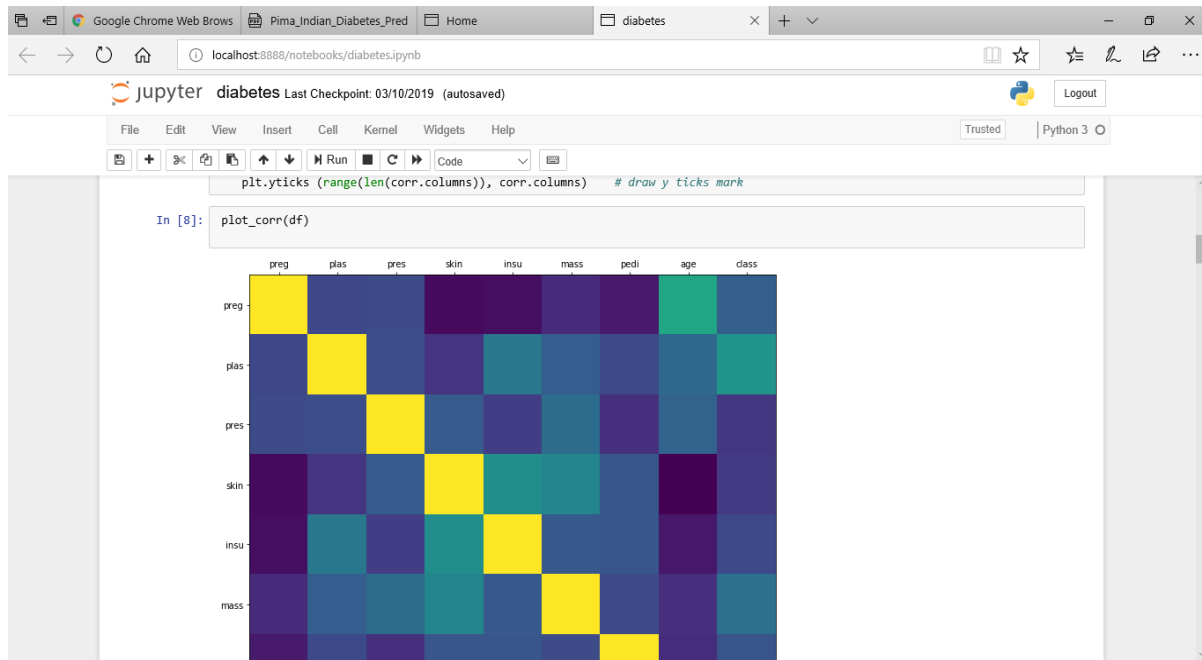 Google Chrome Web Brows Pima_Indian_Diabetes_Pred Home diabetes
localhost:8888/notebooks/diabetes.ipynb
jupyter diabetes Last Checkpoint: 03/10/2019 (autosaved)
Logout
File Edit View Insert Cell Kernel Widgets Help
Trusted Python 3
Run Code
plt.yticks (range(len(corr.columns)), corr.columns) # draw y ticks mark
In [8]: plot_corr(df)
preg plas pres skin insu mass pedi age class
preg
plas
pres
skin
insu
mass